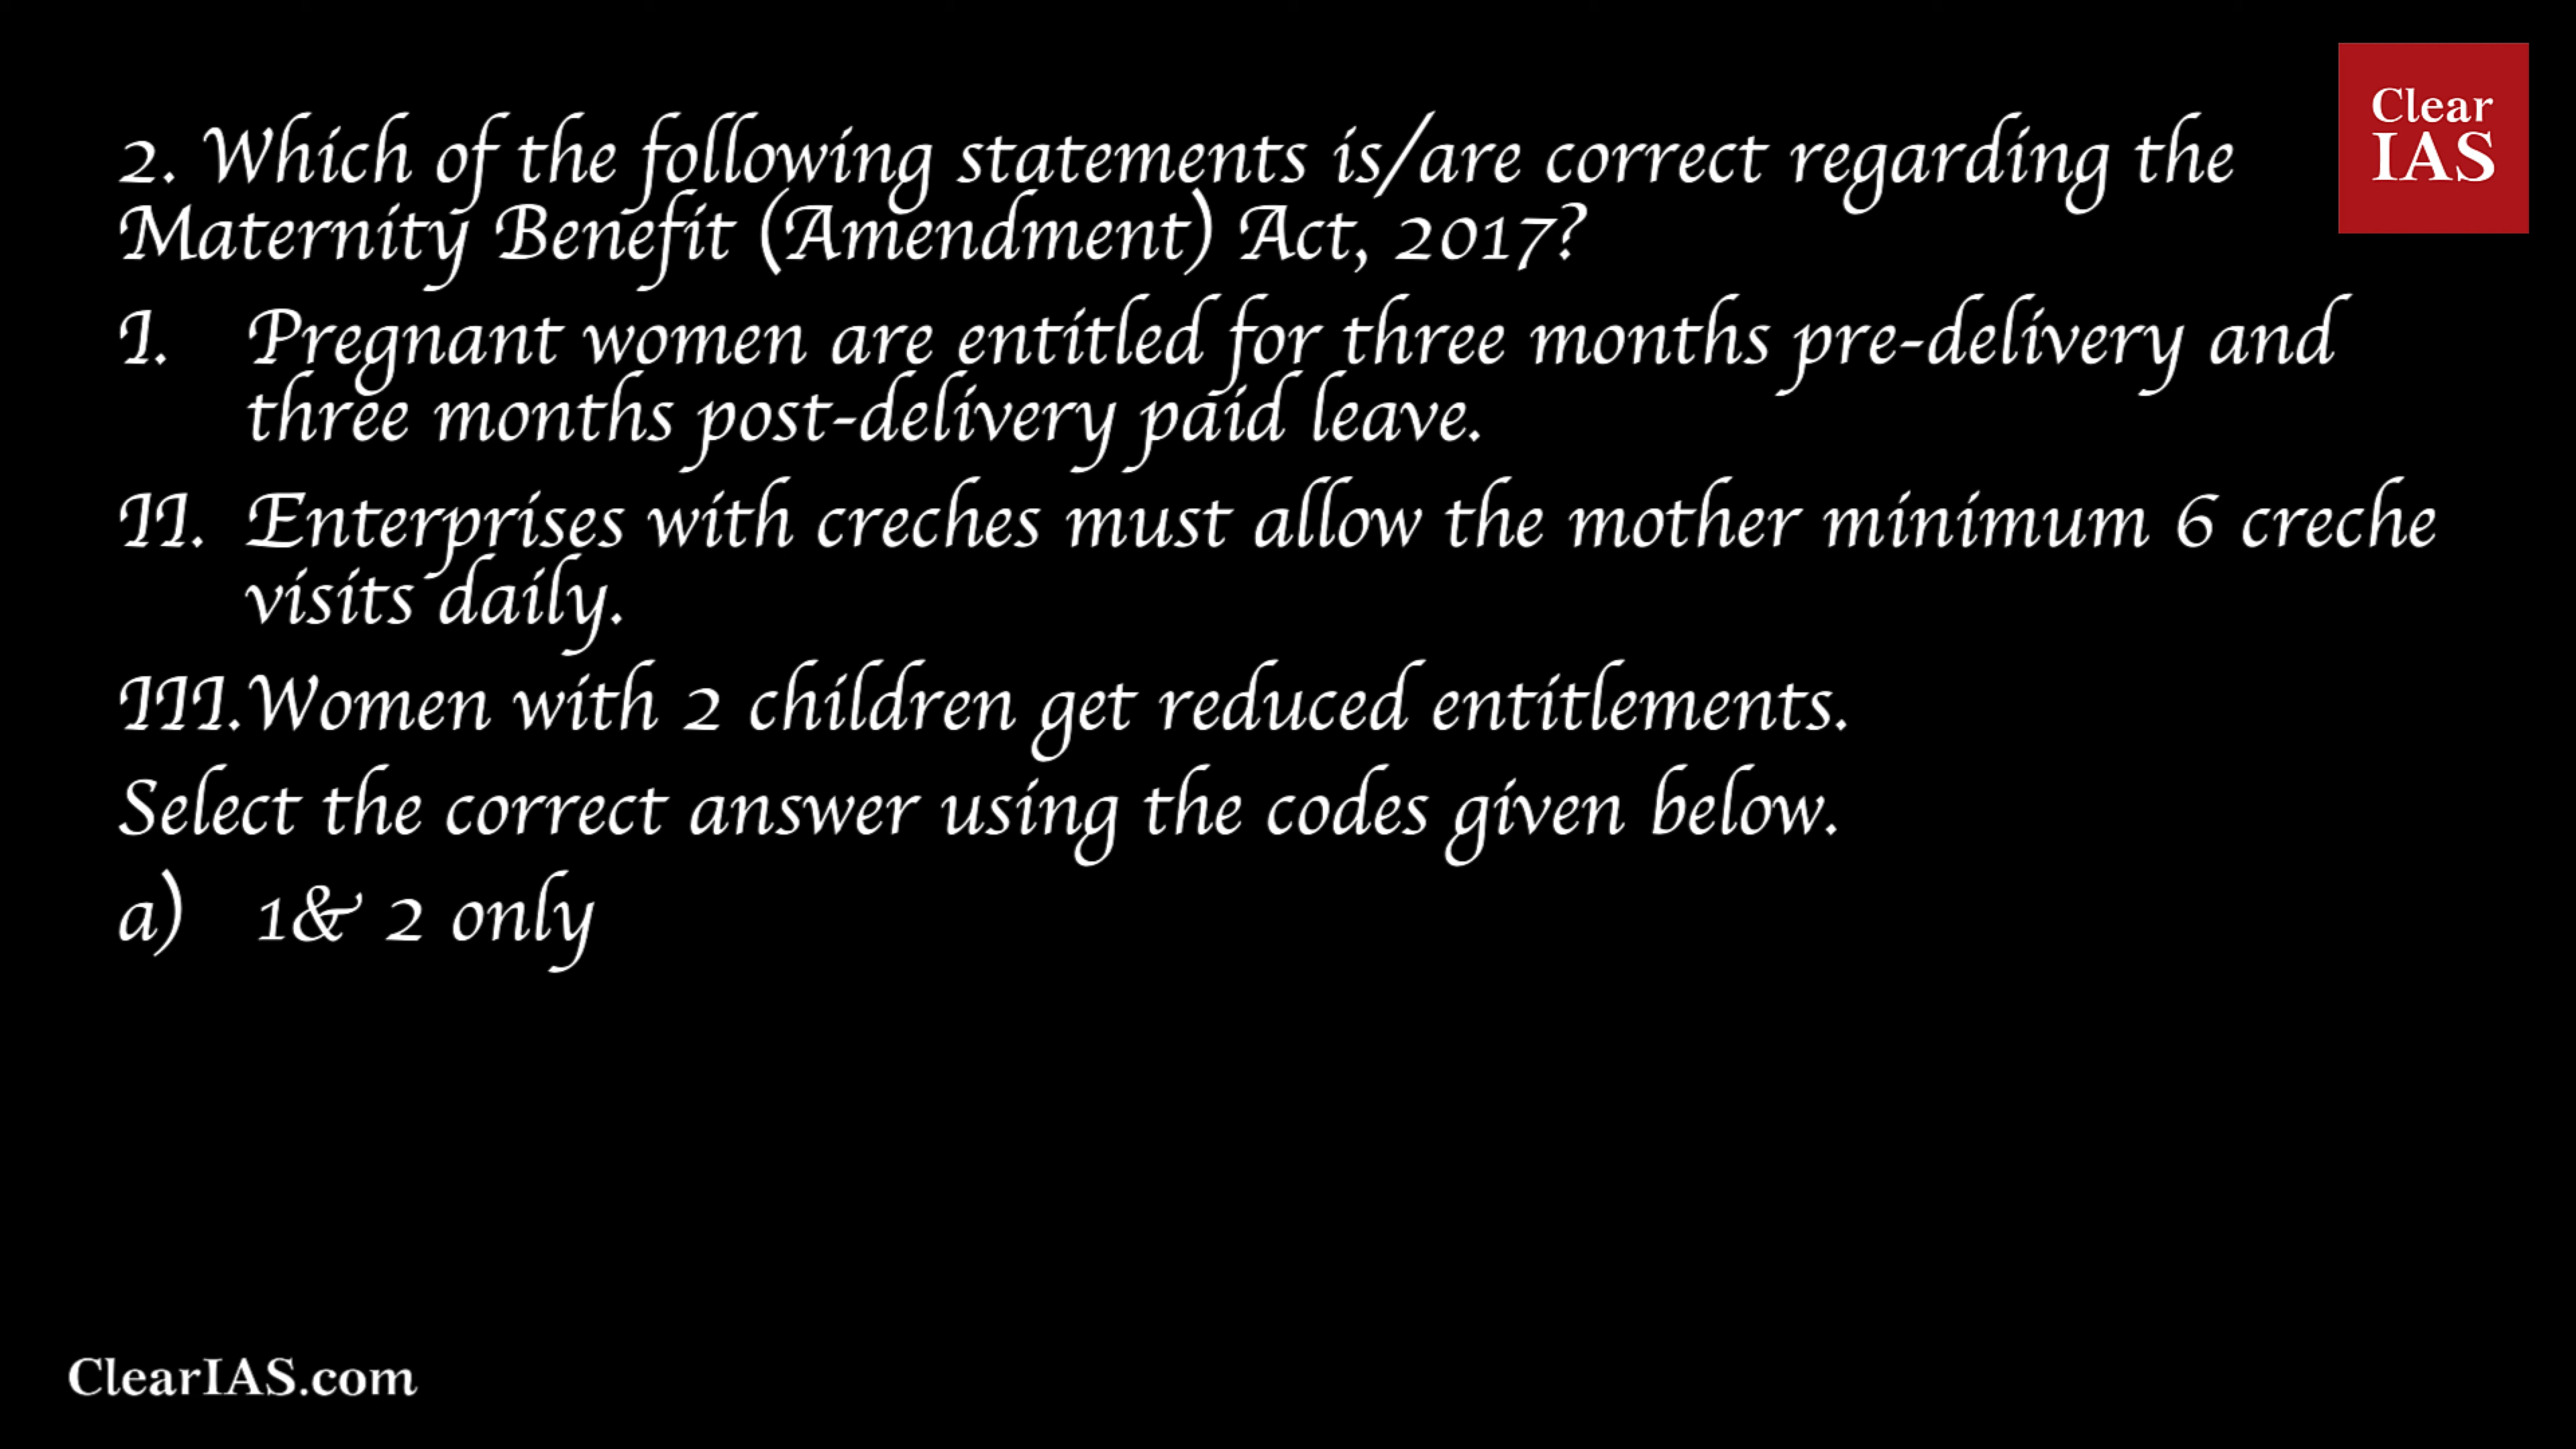 Clear
IAS
2. Which of the following statements is/are correct regarding the
Maternity Benefit (Amendment) Act, 2017?
I. Pregnant women are entitled for three months pre-delivery and
three months post-delivery paid leave.
II. Enterprises with creches must allow the mother minimum 6 creche
visits daily.
III.Women with 2 children get reduced entitlements.
Select the correct answer using the codes given below.
a) 1& 2 only
ClearIAS.com